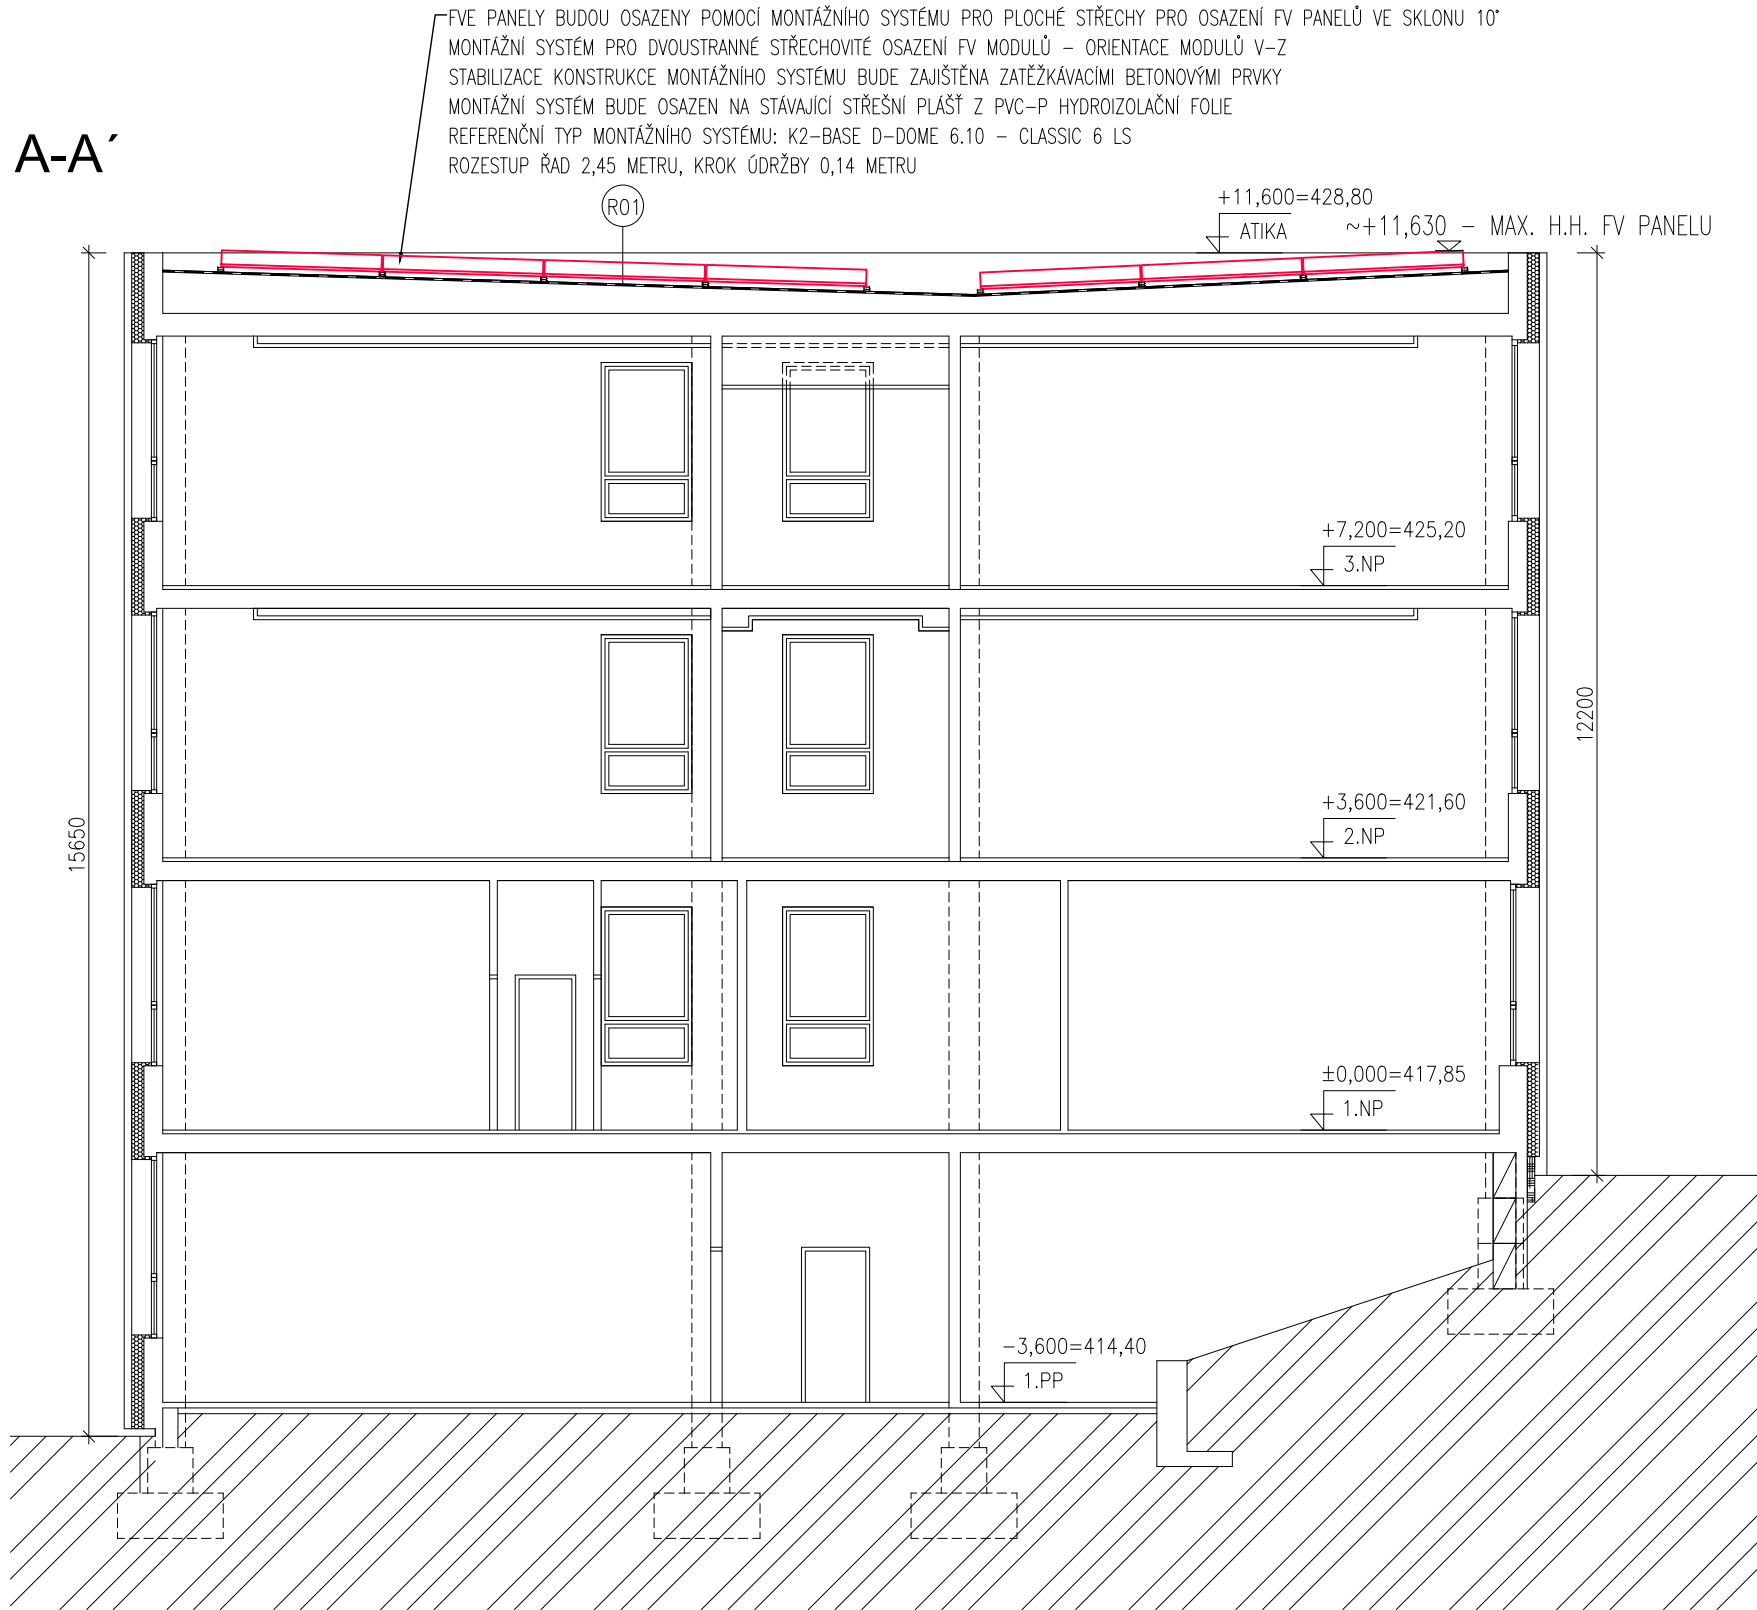 FVE PANELY BUDOU OSAZENY POMOCÍ MONTÁŽNÍHO SYSTÉMU PRO PLOCHÉ STŘECHY PRO OSAZENÍ FV PANELŮ VE SKLONU 10°
MONTÁŽNÍ SYSTÉM PRO DVOUSTRANNÉ STŘECHOVITÉ OSAZENÍ FV MODULŮ – ORIENTACE MODULŮ V–Z
STABILIZACE KONSTRUKCE MONTÁŽNÍHO SYSTÉMU BUDE ZAJIŠTĚNA ZATĚŽKÁVACÍMI BETONOVÝMI PRVKY
MONTÁŽNÍ SYSTÉM BUDE OSAZEN NA STÁVAJÍCÍ STŘEŠNÍ PLÁŠŤ Z PVC–P HYDROIZOLAČNÍ FOLIE
REFERENČNÍ TYP MONTÁŽNÍHO SYSTÉMU: K2–BASE D–DOME 6.10 – CLASSIC 6 LS
ROZESTUP ŘAD 2,45 METRU, KROK ÚDRŽBY 0,14 METRU
A-A´
R01
+11,600=428,80
ATIKA
~+11,630 – MAX. H.H. FV PANELU
+7,200=425,20
3.NP
12200
+3,600=421,60
2.NP
15650
±0,000=417,85
1.NP
–3,600=414,40
1.PP